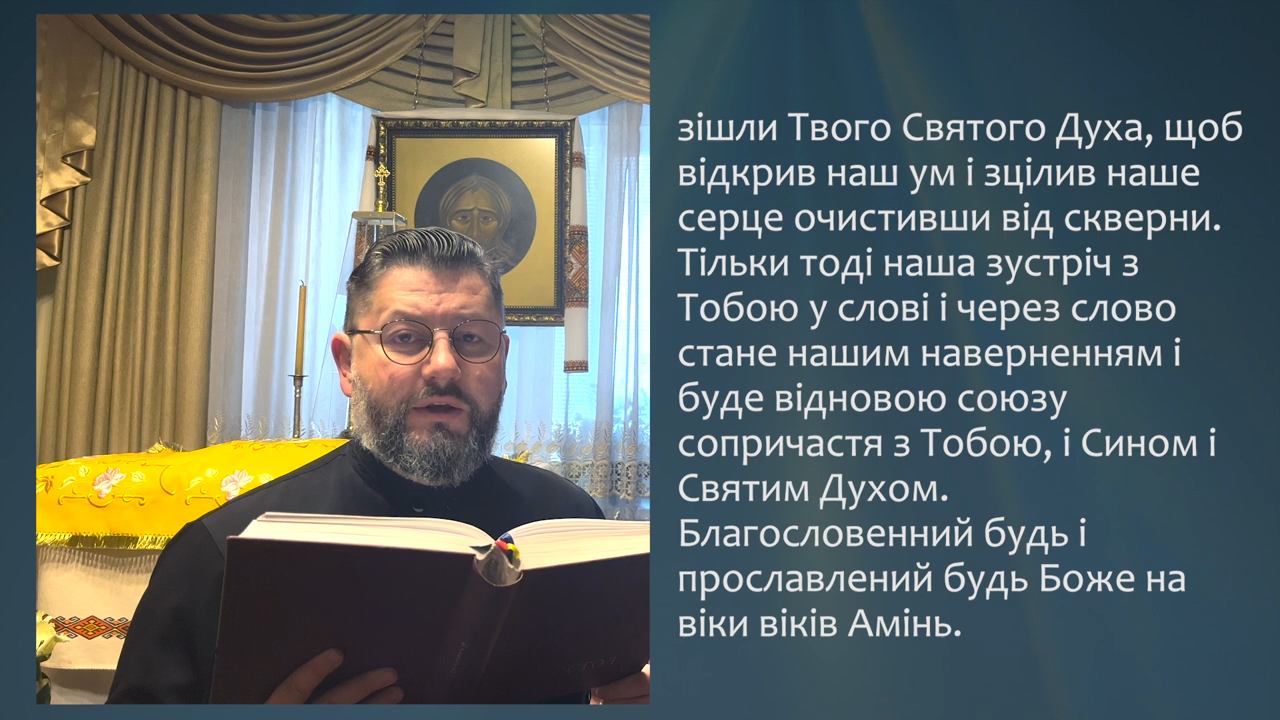 зішли Твого Святого Духа, щоб
відкрив наш ум і зцілив наше
серце очистивши від скверни.
Тільки тоді наша зустріч з
Тобою у слові і через слово
стане нашим наверненням і
буде відновою союзу
сопричастя з Тобою, і Сином і
Святим Духом.
Благословенний будь і
прославлений будь Боже на
віки віків Амінь.